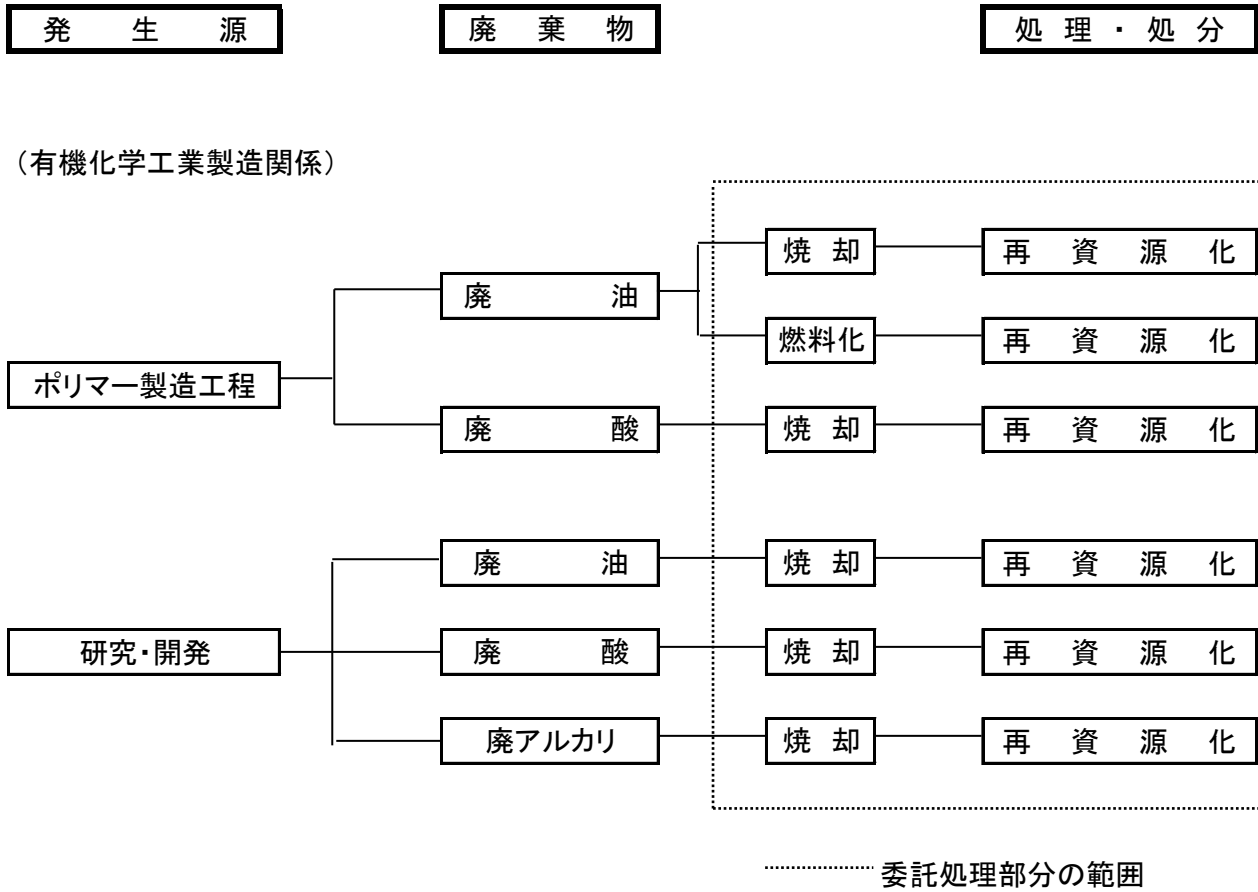 発生源 廃棄物 処理・処分
（有機化学工業製造関係）
焼却 再資源化
廃油
燃料化 再資源化
ポリマー製造工程
廃酸 焼却 再資源化
廃油 焼却 再資源化
研究・開発 廃酸 焼却 再資源化
廃アルカリ 焼却 再資源化
委託処理部分の範囲